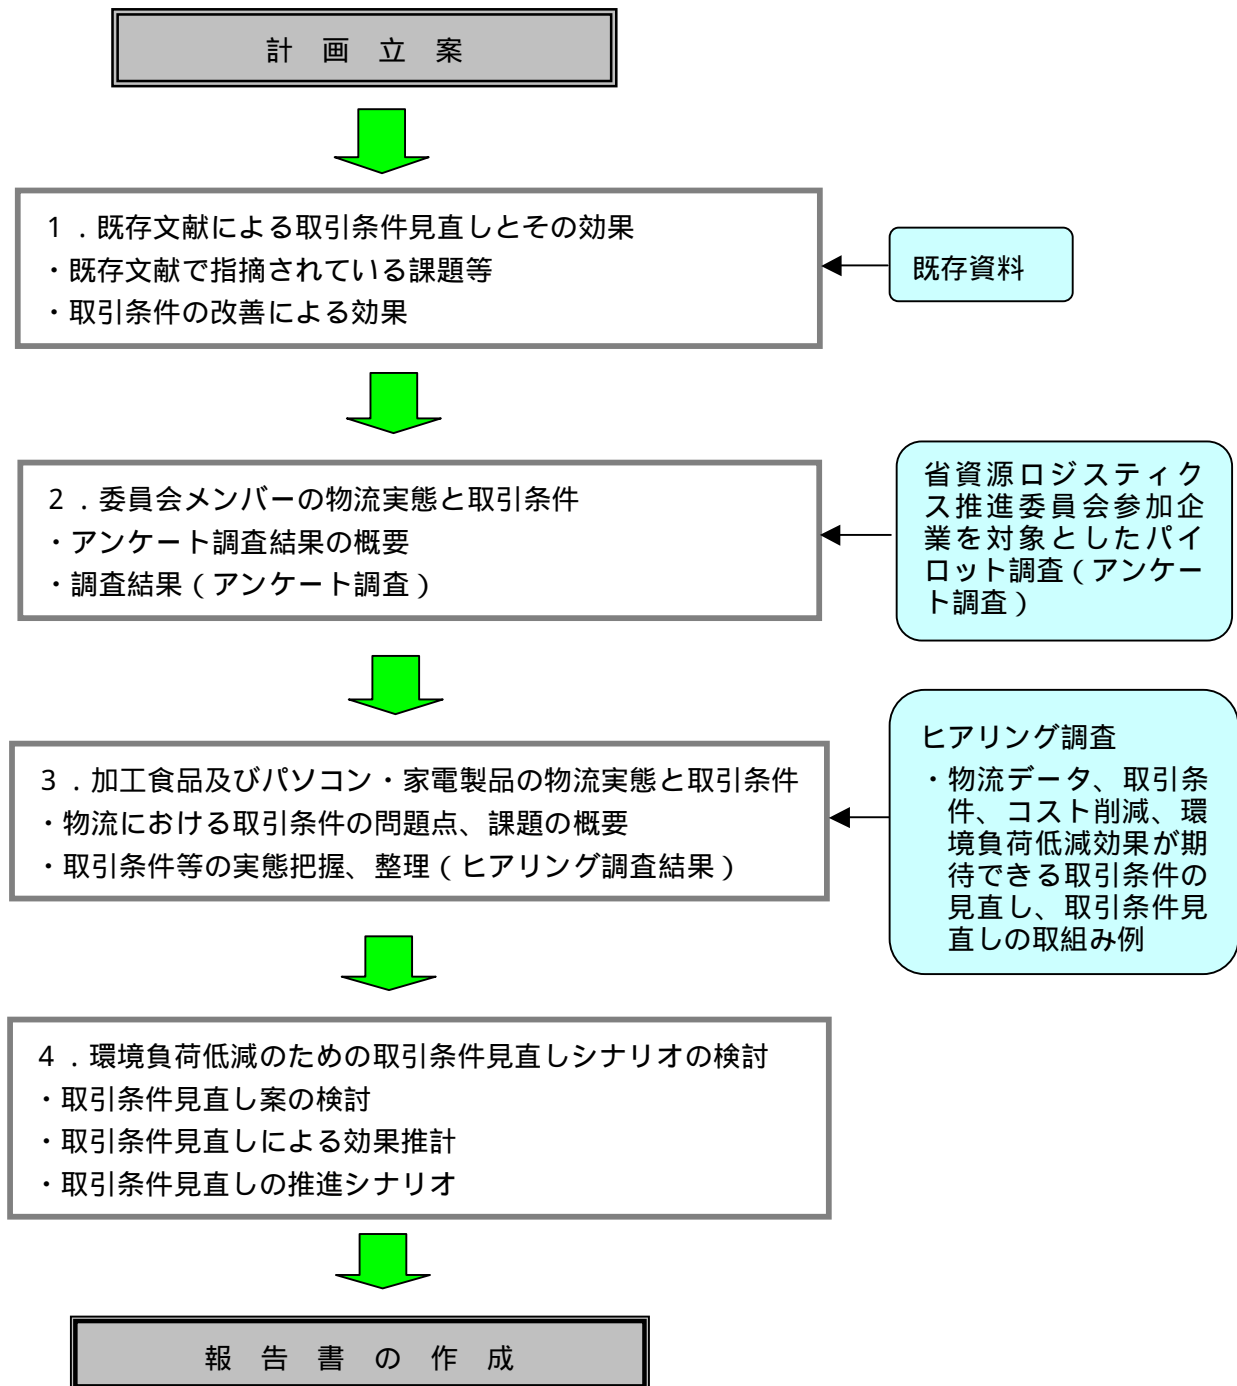 計 画 立 案
1．既存文献による取引条件見直しとその効果
・既存文献で指摘されている課題等
・取引条件の改善による効果
既存資料
2．委員会メンバーの物流実態と取引条件
・アンケート調査結果の概要
・調査結果（アンケート調査）
省資源ロジスティク
ス推進委員会参加企
業を対象としたパイ
ロット調査（アンケー
ト調査）
3．加工食品及びパソコン・家電製品の物流実態と取引条件
・物流における取引条件の問題点、課題の概要
・取引条件等の実態把握、整理（ヒアリング調査結果）
ヒアリング調査
・物流データ、取引条
件、コスト削減、環
境負荷低減効果が期
待できる取引条件の
見直し、取引条件見
直しの取組み例
4．環境負荷低減のための取引条件見直しシナリオの検討
・取引条件見直し案の検討
・取引条件見直しによる効果推計
・取引条件見直しの推進シナリオ
報 告 書 の 作 成